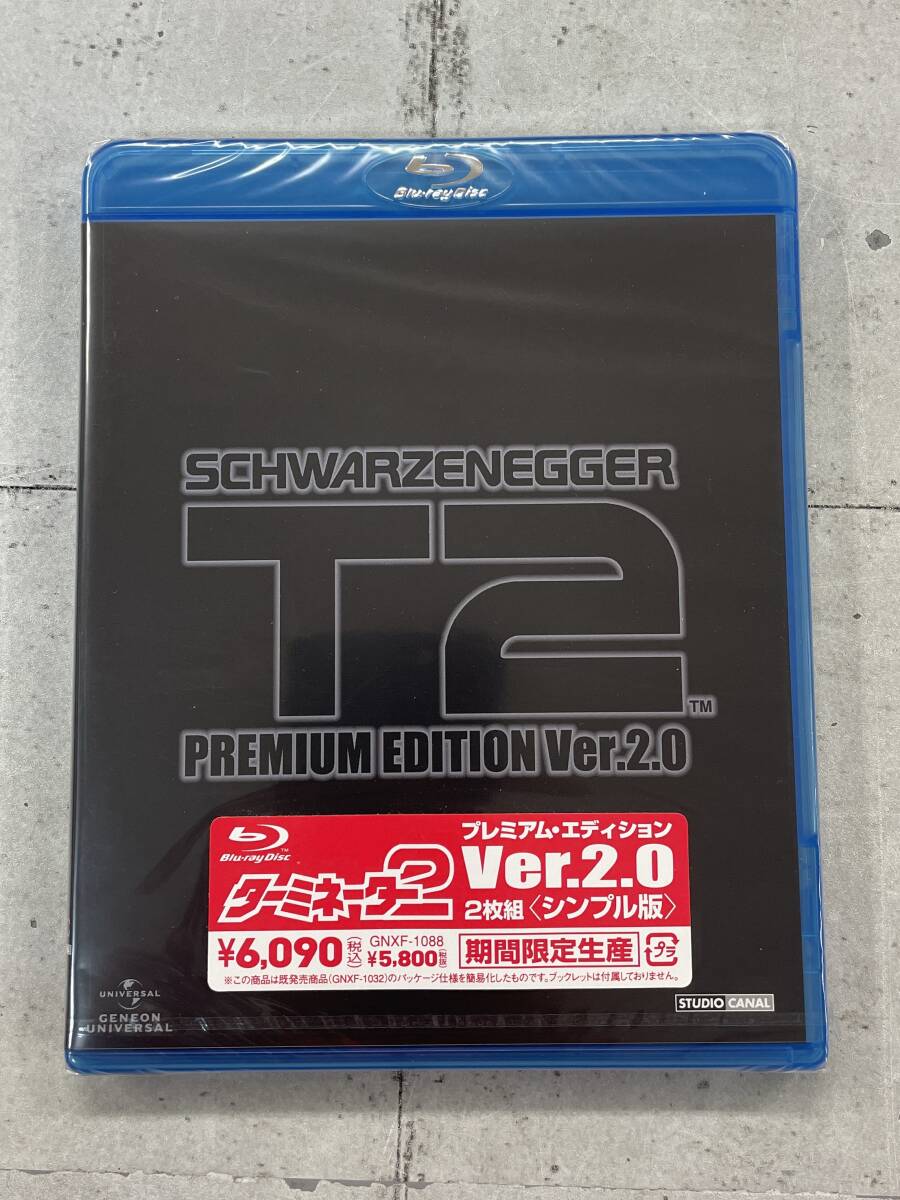 Blu-ray Disc
SCHWARZENEGGER
T2 TM
PREMIUM EDITION Ver.2.0
Blu-ray Disc TM
ターミネーター2
プレミアム・エディション
Ver.2.0
2枚組〈シンプル版〉
¥6,090(税込)
GNXF-1088
¥5,800(税抜)
期間限定生産
プラ
※この商品は既発売商品(GNXF-1032)のパッケージ仕様を簡易化したものです。ブックレットは付属しておりません。
UNIVERSAL
GENEON
UNIVERSAL
STUDIO CANAL